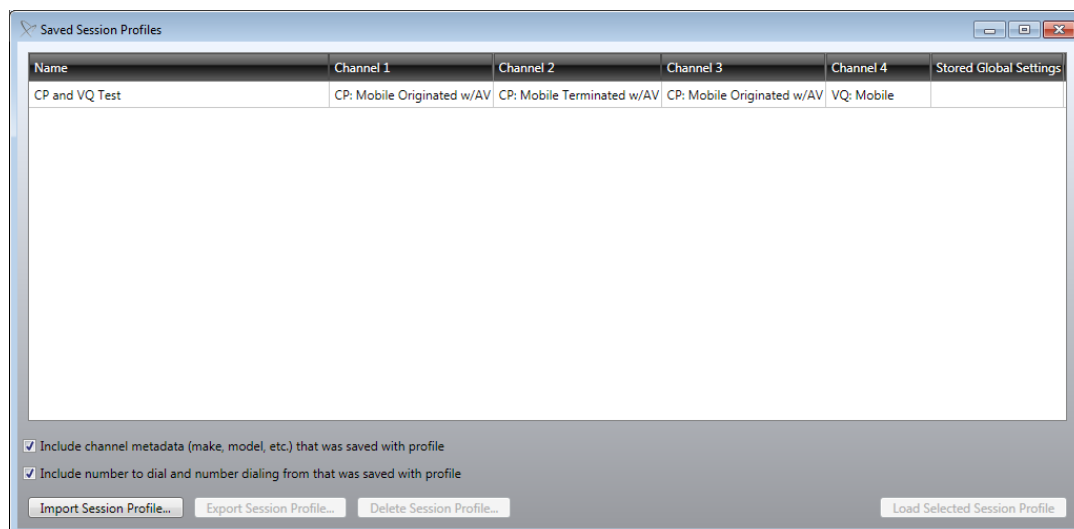 Saved Session Profiles
Name Channel 1 Channel 2 Channel 3 Channel 4 Stored Global Settings
CP and VQ Test CP: Mobile Originated w/AV CP: Mobile Terminated w/AV CP: Mobile Originated w/AV VQ: Mobile
Include channel metadata (make, model, etc.) that was saved with profile
Include number to dial and number dialing from that was saved with profile
Import Session Profile... Export Session Profile... Delete Session Profile... Load Selected Session Profile